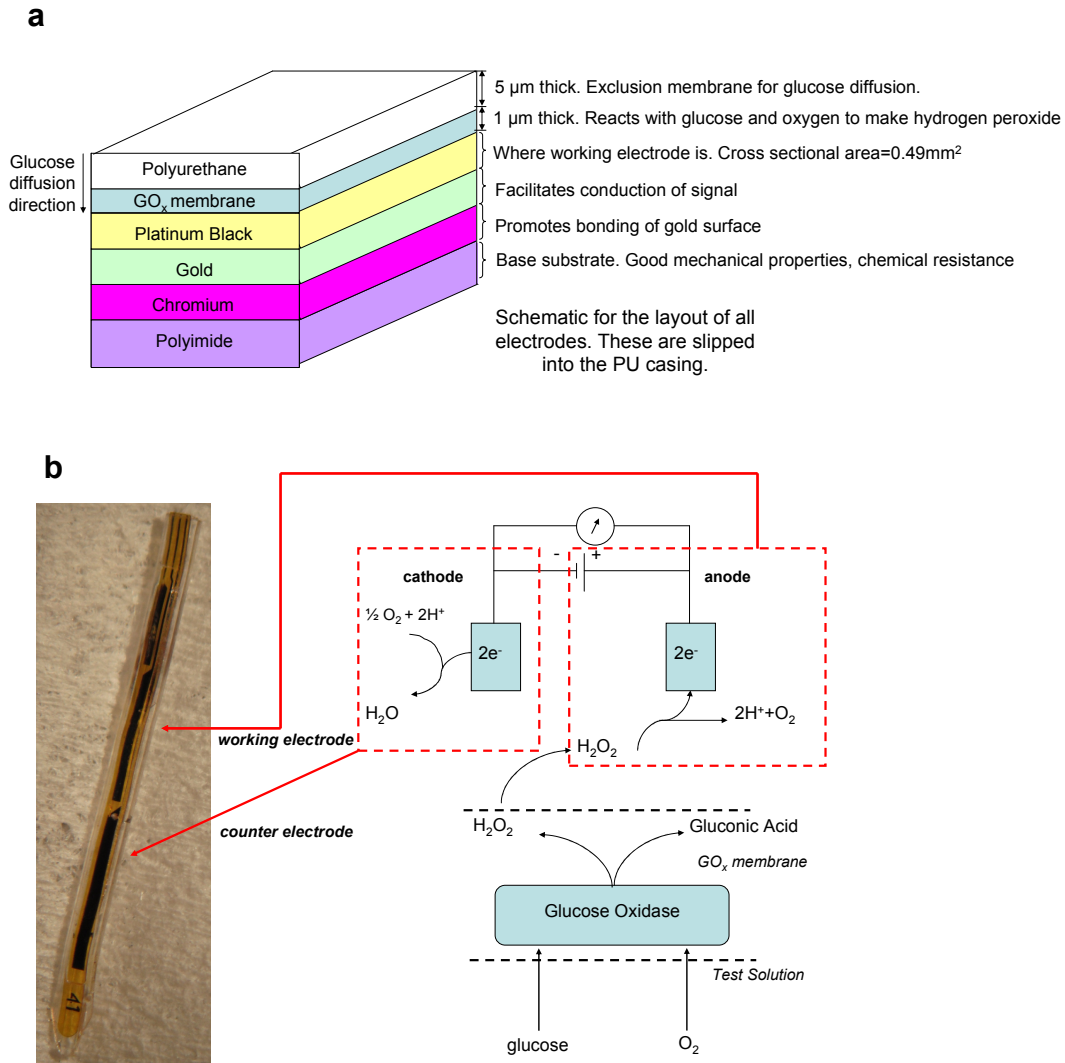 a
5 µm thick. Exclusion membrane for glucose diffusion.
1 µm thick. Reacts with glucose and oxygen to make hydrogen peroxide
Where working electrode is. Cross sectional area=0.49mm²
Facilitates conduction of signal
Promotes bonding of gold surface
Base substrate. Good mechanical properties, chemical resistance
Glucose
diffusion
direction
Polyurethane
GOₓ membrane
Platinum Black
Gold
Chromium
Polyimide
Schematic for the layout of all
electrodes. These are slipped
into the PU casing.
b
- +
cathode
anode
½ O₂ + 2H⁺
2e⁻
2e⁻
H₂O
2H⁺+O₂
working electrode
H₂O₂
counter electrode
H₂O₂
Gluconic Acid
GOₓ membrane
Glucose Oxidase
Test Solution
glucose
O₂
41